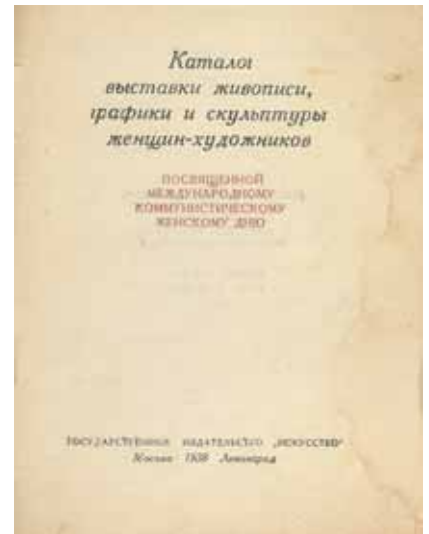 Каталог
выставки живописи,
графики и скульптуры
женщин-художников
ПОСВЯЩЕННОЙ
МЕЖДУНАРОДНОМУ
КОММУНИСТИЧЕСКОМУ
ЖЕНСКОМУ ДНЮ
ГОСУДАРСТВЕННОЕ ИЗДАТЕЛЬСТВО „ИСКУССТВО“
Москва 1938 Ленинград